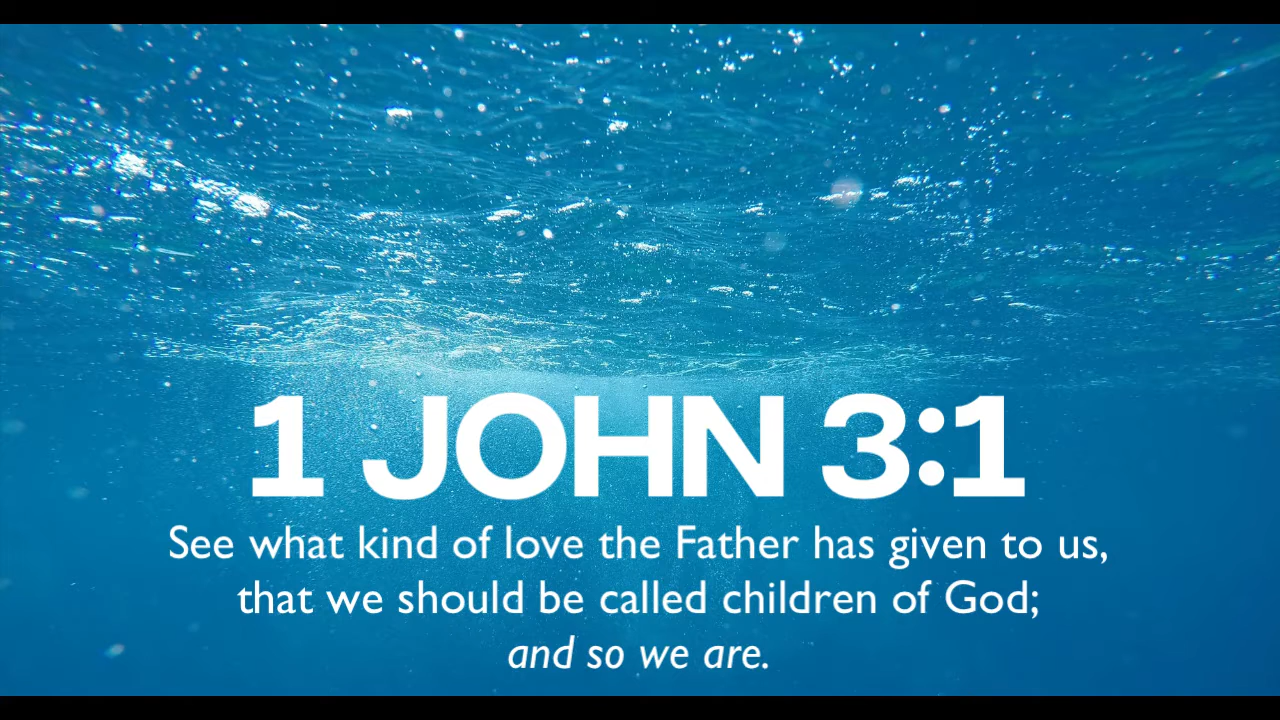 1 JOHN 3:1
See what kind of love the Father has given to us,
that we should be called children of God;
and so we are.